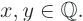 x, y ∈ ℚ.